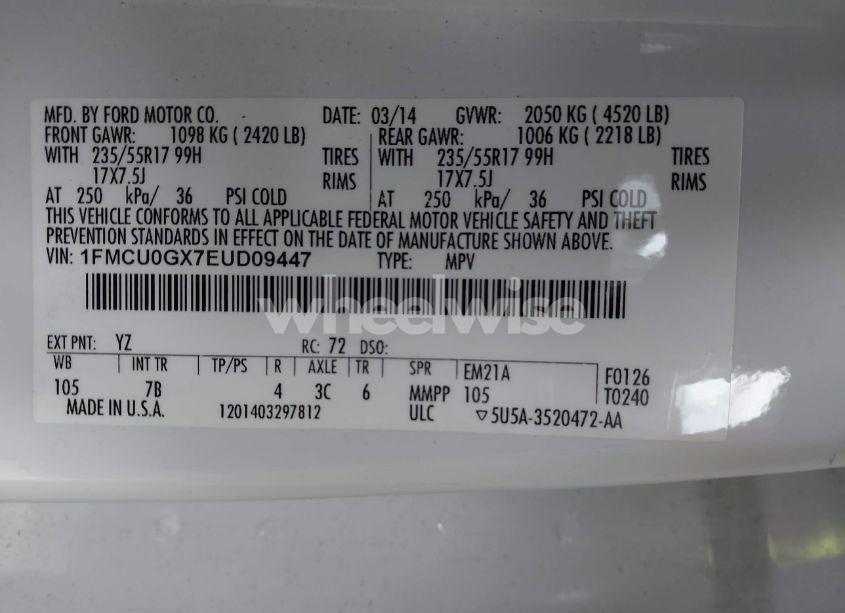 MFD. BY FORD MOTOR CO. DATE: 03/14 GVWR: 2050 KG ( 4520 LB)
FRONT GAWR: 1098 KG ( 2420 LB) REAR GAWR: 1006 KG ( 2218 LB)
WITH 235/55R17 99H TIRES WITH 235/55R17 99H TIRES
17X7.5J RIMS 17X7.5J RIMS
AT 250 kPa/ 36 PSI COLD AT 250 kPa/ 36 PSI COLD
THIS VEHICLE CONFORMS TO ALL APPLICABLE FEDERAL MOTOR VEHICLE SAFETY AND THEFT
PREVENTION STANDARDS IN EFFECT ON THE DATE OF MANUFACTURE SHOWN ABOVE.
VIN: 1FMCU0GX7EUD09447 TYPE: MPV
wheelwise
EXT PNT: YZ RC: 72 DSO:
WB INT TR TP/PS R AXLE TR SPR EM21A F0126
105 7B 4 3C 6 MMPP 105 T0240
MADE IN U.S.A. 1201403297812 ULC ▽5U5A-3520472-AA